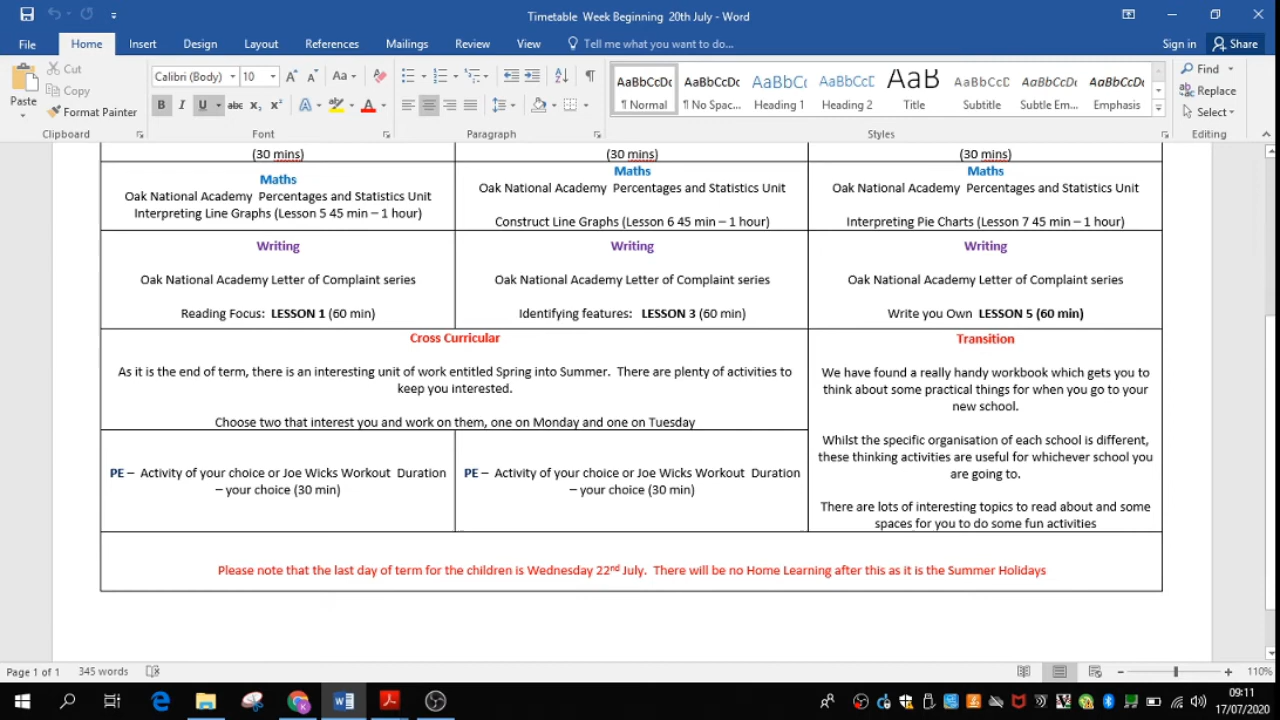 Timetable Week Beginning 20th July - Word
File Home Insert Design Layout References Mailings Review View Tell me what you want to do... Sign in Share
Cut
Copy
Format Painter
Paste
Calibri (Body) 10
AaBbCcDc AaBbCcDc AaBbCc AaBbCcD AaB AaBbCcD AaBbCcDc AaBbCcDc
¶ Normal ¶ No Spac... Heading 1 Heading 2 Title Subtitle Subtle Em... Emphasis
Find
Replace
Select
Clipboard Font Paragraph Styles Editing
(30 mins) (30 mins) (30 mins)
Maths
Oak National Academy Percentages and Statistics Unit
Interpreting Line Graphs (Lesson 5 45 min – 1 hour)
Maths
Oak National Academy Percentages and Statistics Unit
Construct Line Graphs (Lesson 6 45 min – 1 hour)
Maths
Oak National Academy Percentages and Statistics Unit
Interpreting Pie Charts (Lesson 7 45 min – 1 hour)
Writing
Oak National Academy Letter of Complaint series
Reading Focus: LESSON 1 (60 min)
Writing
Oak National Academy Letter of Complaint series
Identifying features: LESSON 3 (60 min)
Writing
Oak National Academy Letter of Complaint series
Write you Own LESSON 5 (60 min)
Cross Curricular
As it is the end of term, there is an interesting unit of work entitled Spring into Summer. There are plenty of activities to
keep you interested.
Choose two that interest you and work on them, one on Monday and one on Tuesday
Transition
We have found a really handy workbook which gets you to
think about some practical things for when you go to your
new school.
Whilst the specific organisation of each school is different,
these thinking activities are useful for whichever school you
are going to.
There are lots of interesting topics to read about and some
spaces for you to do some fun activities
PE – Activity of your choice or Joe Wicks Workout Duration
– your choice (30 min)
PE – Activity of your choice or Joe Wicks Workout Duration
– your choice (30 min)
Please note that the last day of term for the children is Wednesday 22nd July. There will be no Home Learning after this as it is the Summer Holidays
Page 1 of 1 345 words 110%
09:11
17/07/2020